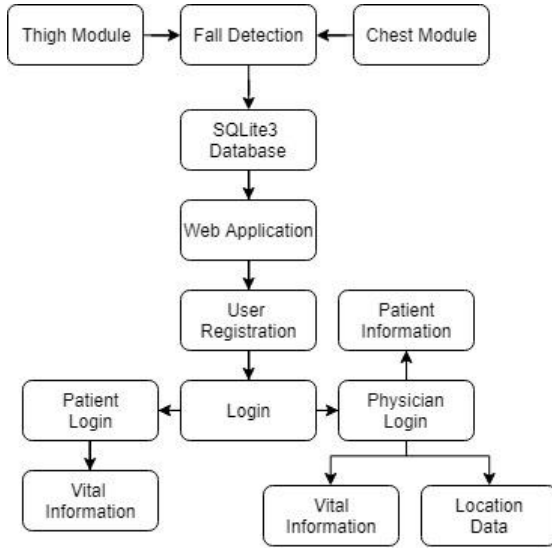 Thigh Module
Fall Detection
Chest Module
SQLite3
Database
Web Application
User
Registration
Patient
Information
Patient
Login
Login
Physician
Login
Vital
Information
Vital
Information
Location
Data